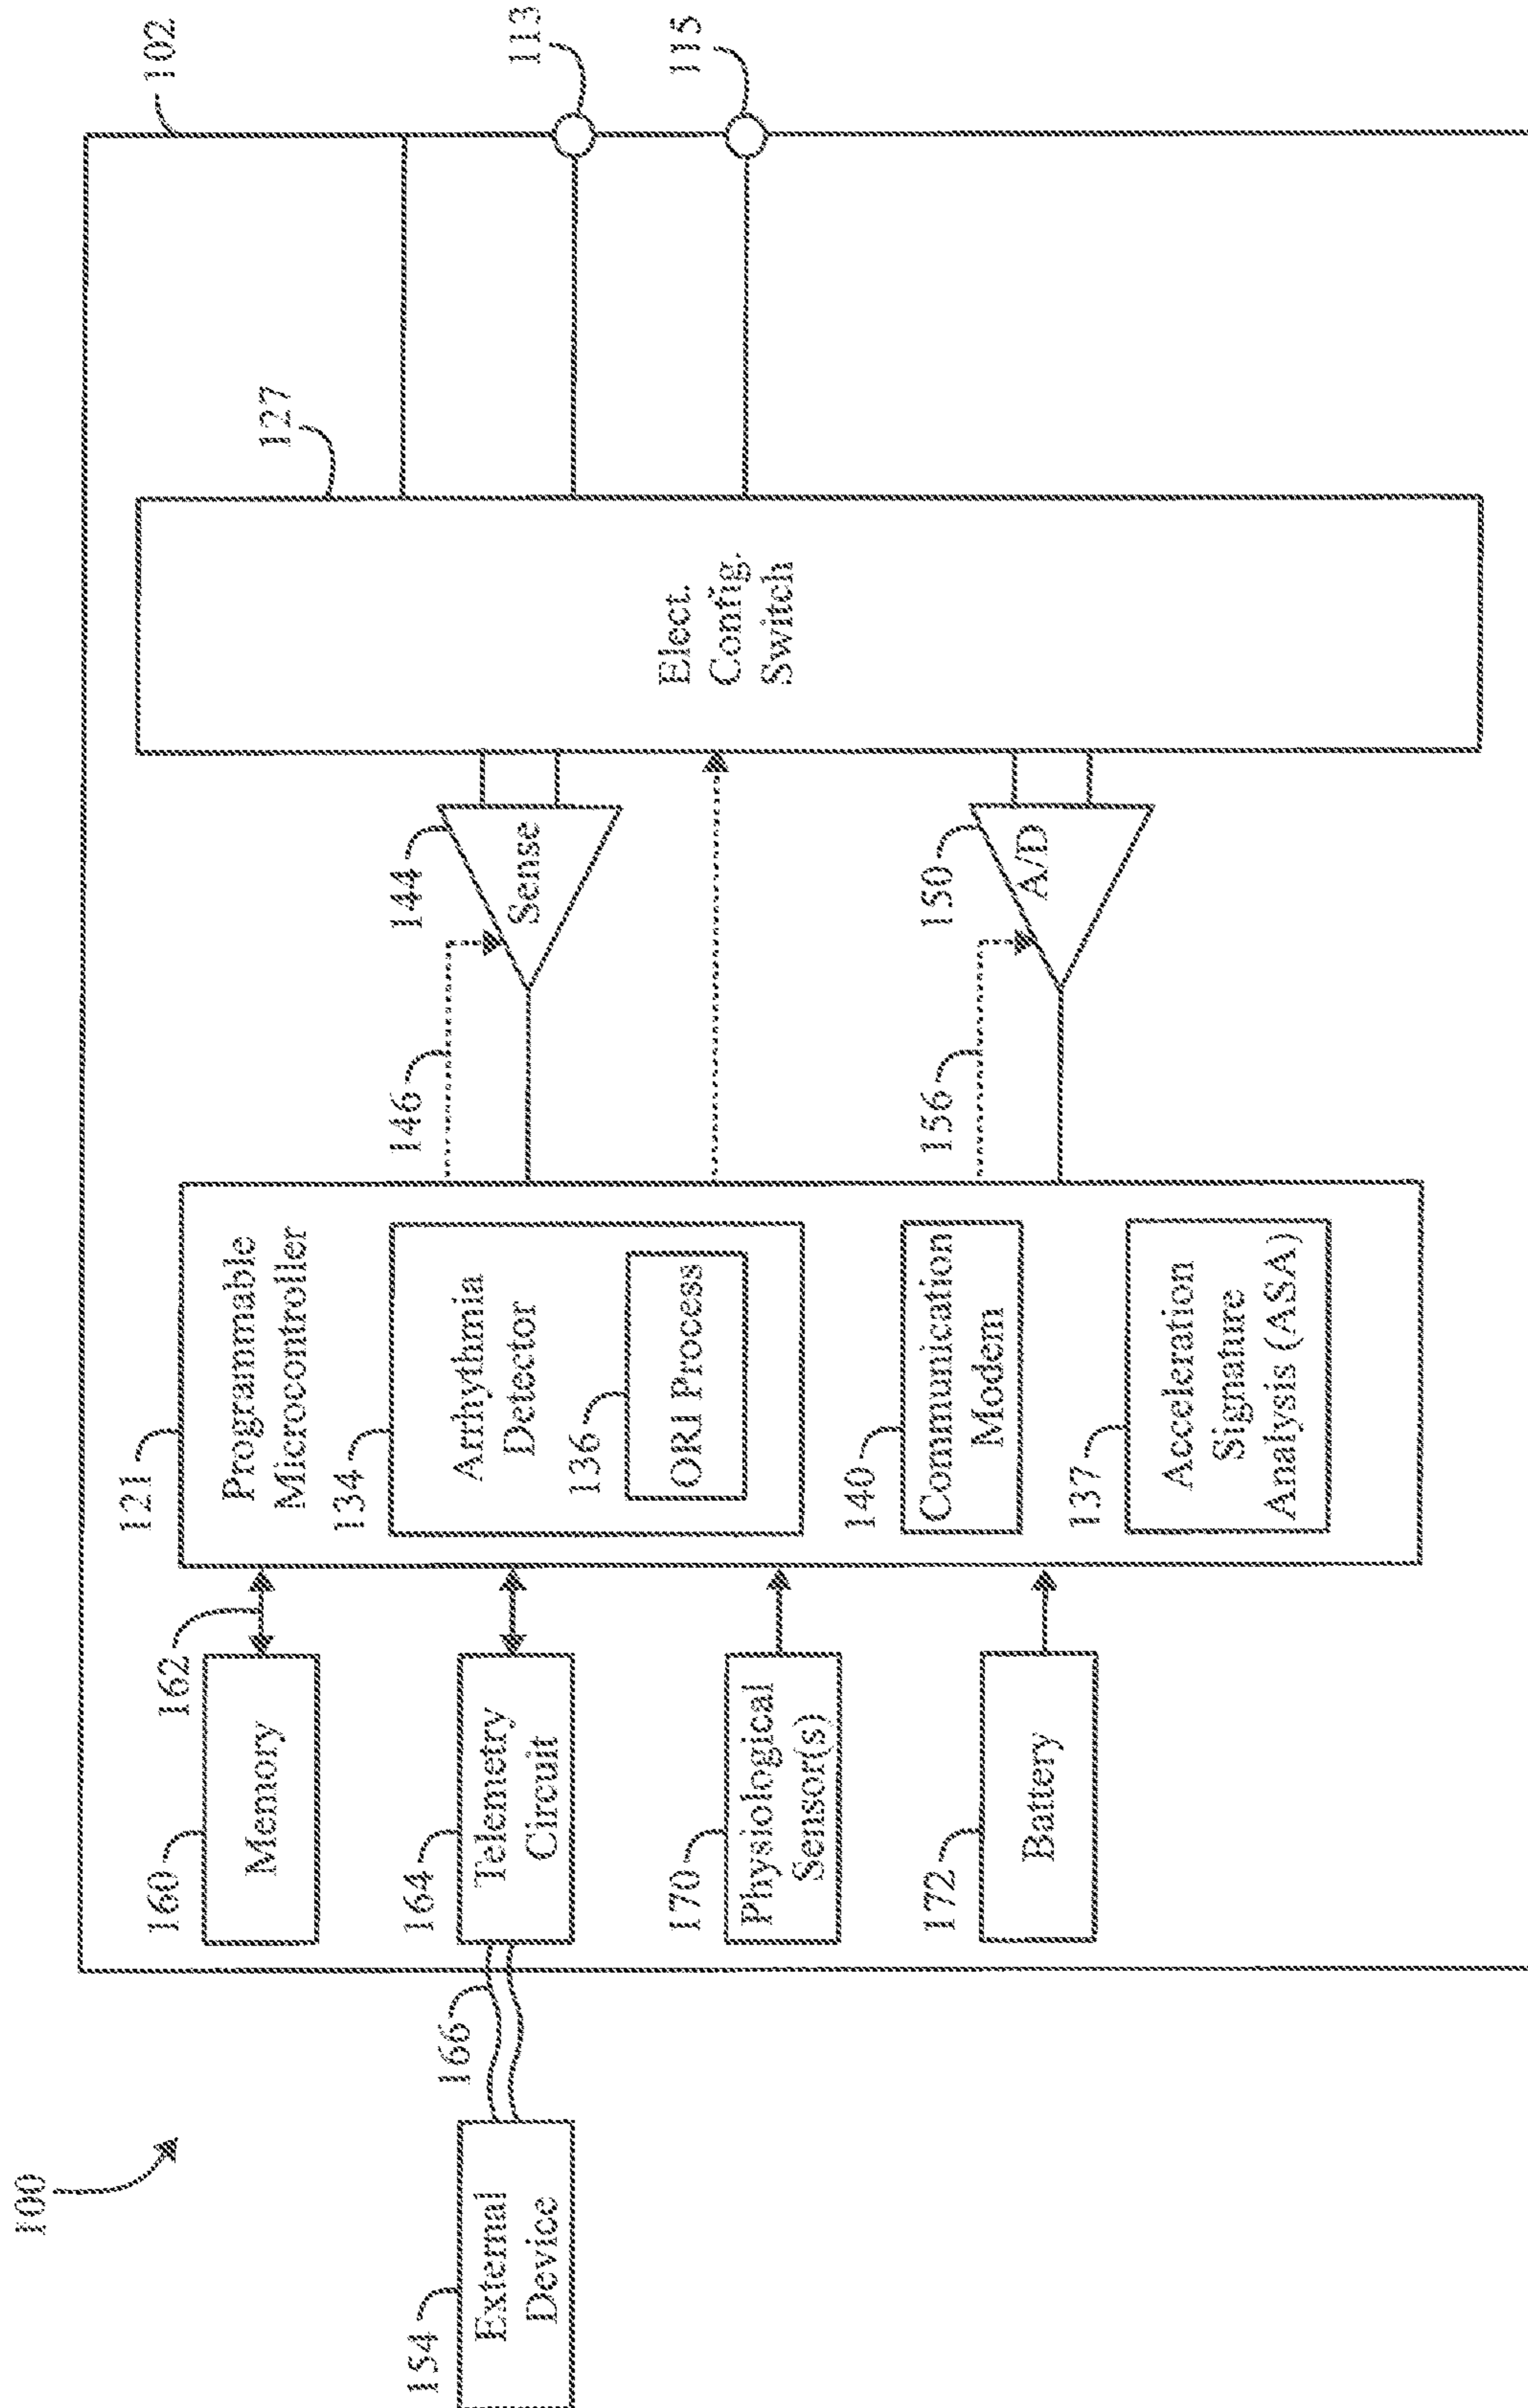 100
102
154
External
Device
166
160
Memory
162
164
Telemetry
Circuit
170
Physiological
Sensor(s)
172
Battery
121
Programmable
Microcontroller
134
Arrhythmia
Detector
136
ORI Process
140
Communication
Modem
137
Acceleration
Signature
Analysis (ASA)
146
144
Sense
156
150
A/D
127
Elect.
Config.
Switch
113
115